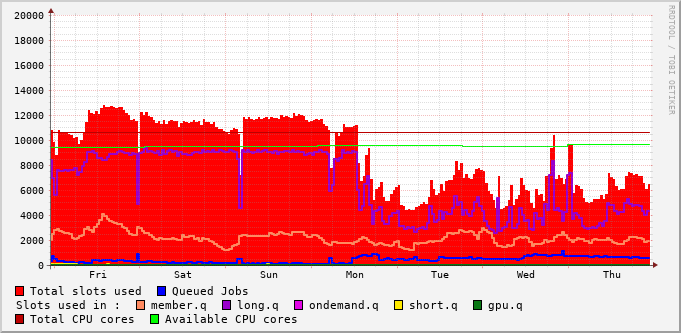 20000
18000
16000
14000
12000
10000
8000
6000
4000
2000
0
Fri Sat Sun Mon Tue Wed Thu
RRDTOOL / TOBI OETIKER
Total slots used Queued Jobs
Slots used in : member.q long.q ondemand.q short.q gpu.q
Total CPU cores Available CPU cores